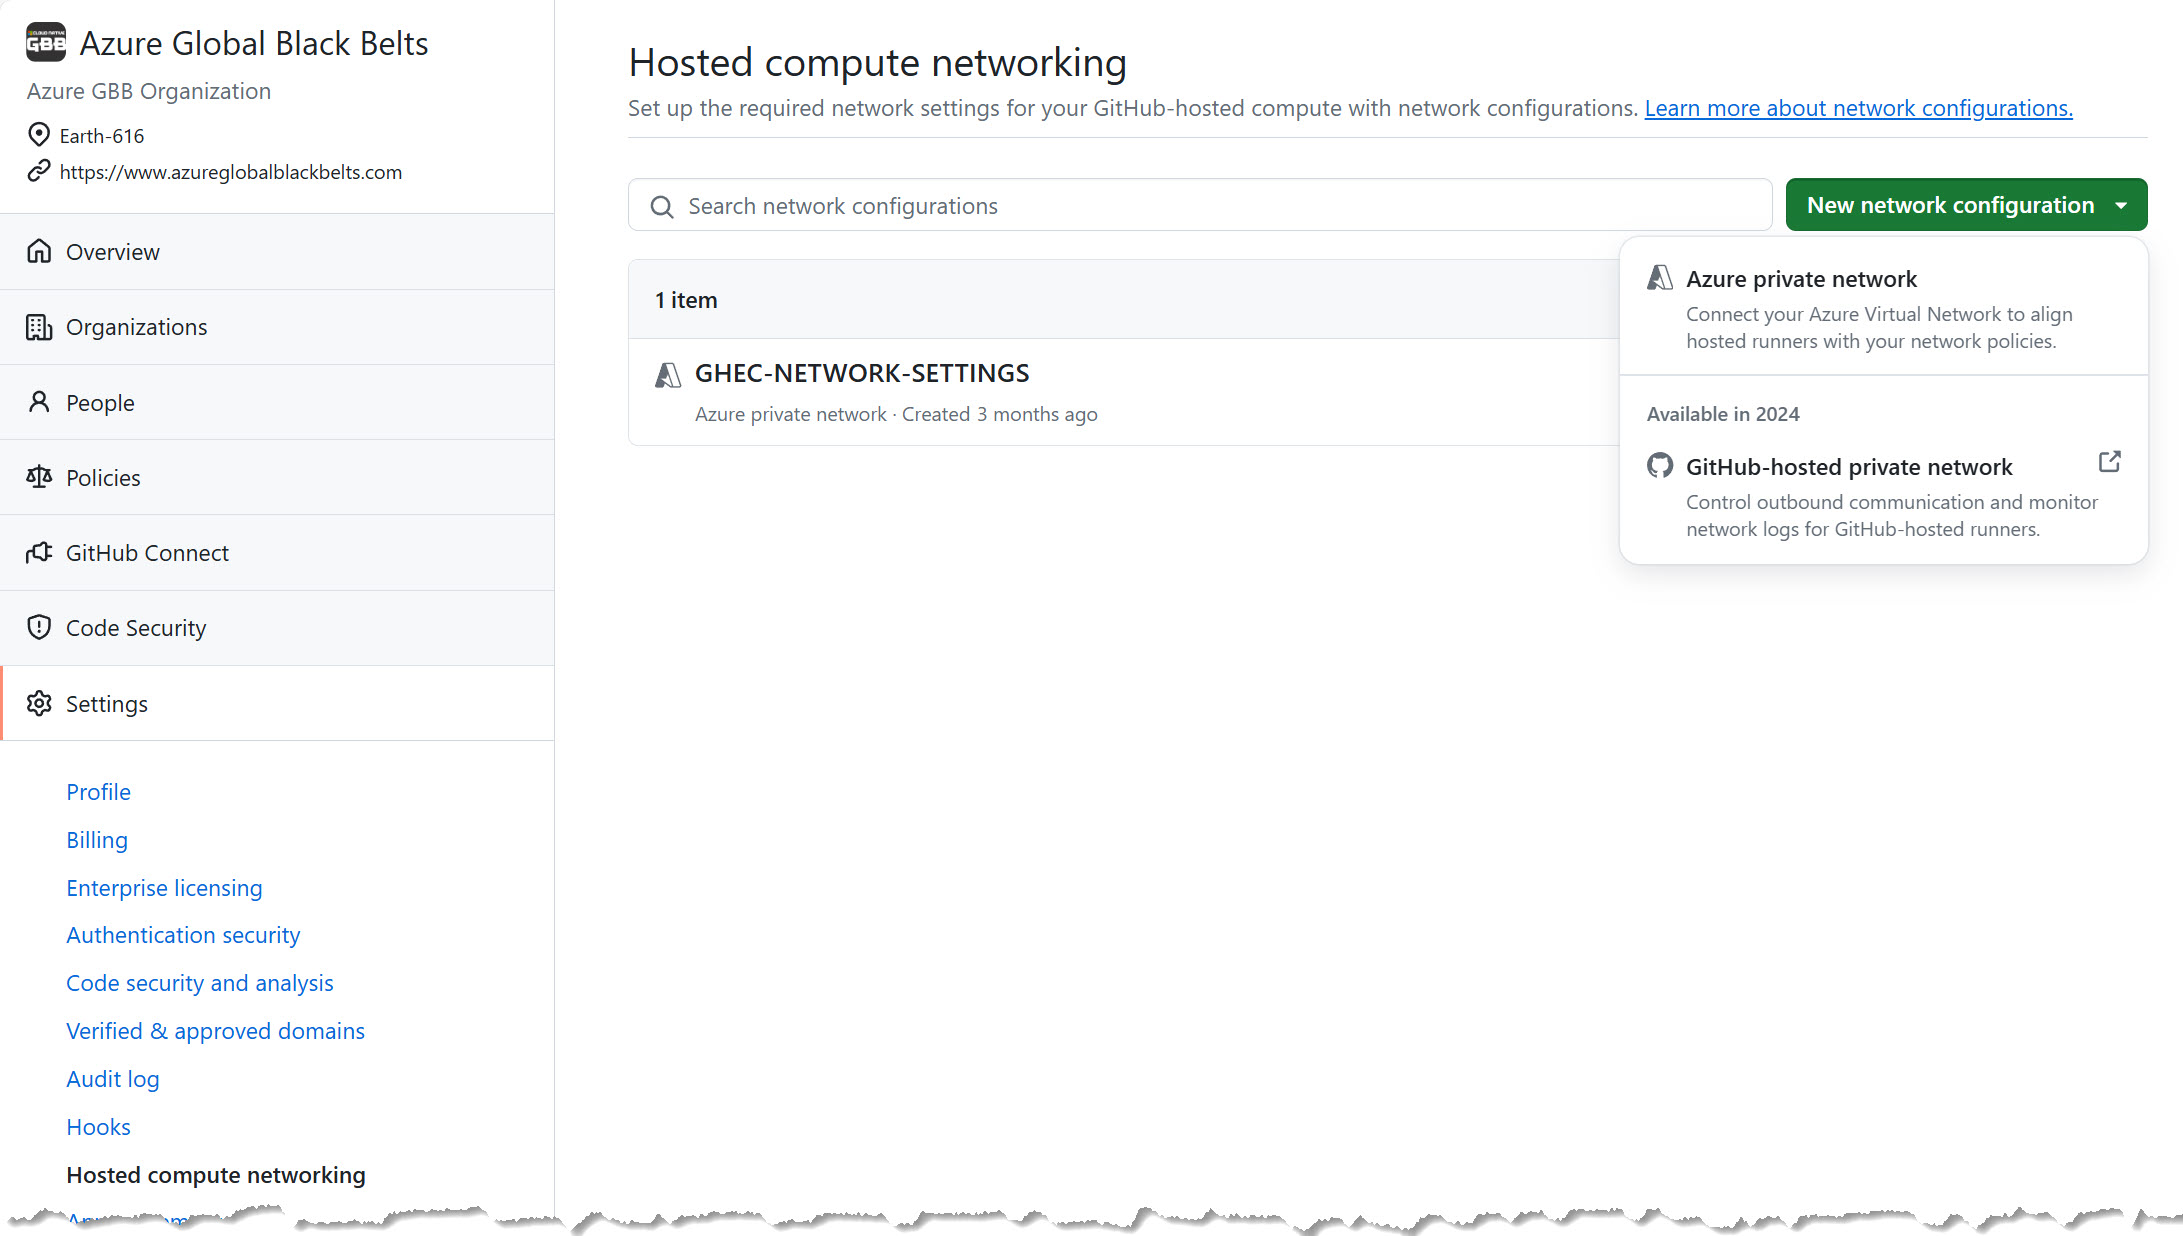 GBB
Azure Global Black Belts
Azure GBB Organization
Earth-616
https://www.azureglobalblackbelts.com
Overview
Organizations
People
Policies
GitHub Connect
Code Security
Settings
Profile
Billing
Enterprise licensing
Authentication security
Code security and analysis
Verified & approved domains
Audit log
Hooks
Hosted compute networking
Hosted compute networking
Set up the required network settings for your GitHub-hosted compute with network configurations. Learn more about network configurations.
Search network configurations
New network configuration
1 item
GHEC-NETWORK-SETTINGS
Azure private network · Created 3 months ago
Azure private network
Connect your Azure Virtual Network to align
hosted runners with your network policies.
Available in 2024
GitHub-hosted private network
Control outbound communication and monitor
network logs for GitHub-hosted runners.